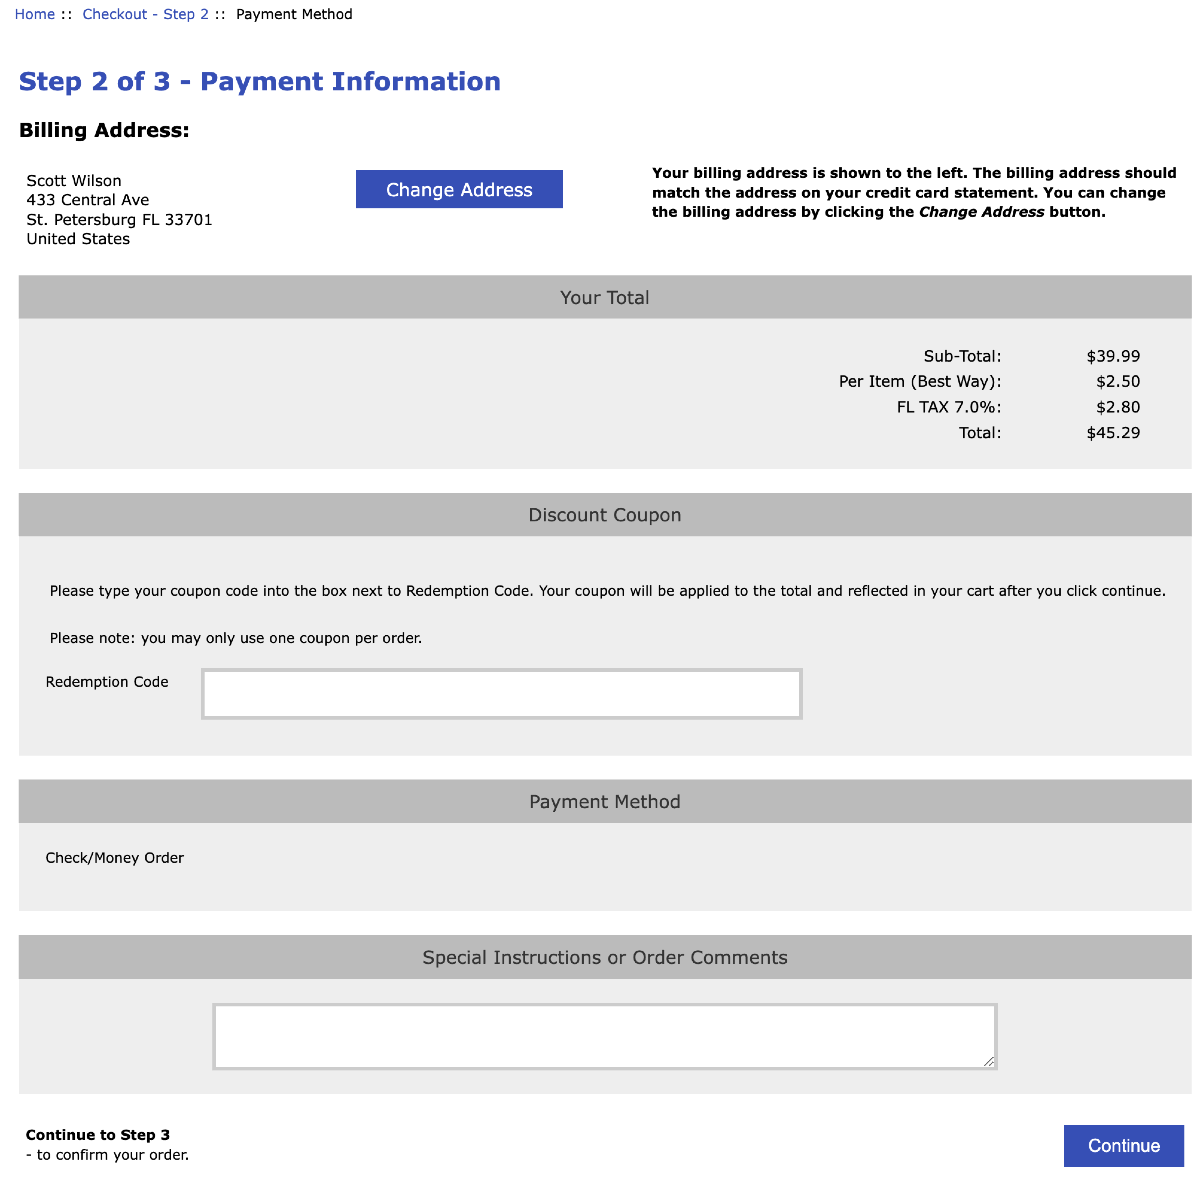 Home :: Checkout - Step 2 :: Payment Method
Step 2 of 3 - Payment Information
Billing Address:
Scott Wilson
433 Central Ave
St. Petersburg FL 33701
United States
Change Address
Your billing address is shown to the left. The billing address should
match the address on your credit card statement. You can change
the billing address by clicking the Change Address button.
Your Total
Sub-Total: $39.99
Per Item (Best Way): $2.50
FL TAX 7.0%: $2.80
Total: $45.29
Discount Coupon
Please type your coupon code into the box next to Redemption Code. Your coupon will be applied to the total and reflected in your cart after you click continue.
Please note: you may only use one coupon per order.
Redemption Code
Payment Method
Check/Money Order
Special Instructions or Order Comments
Continue to Step 3
- to confirm your order.
Continue